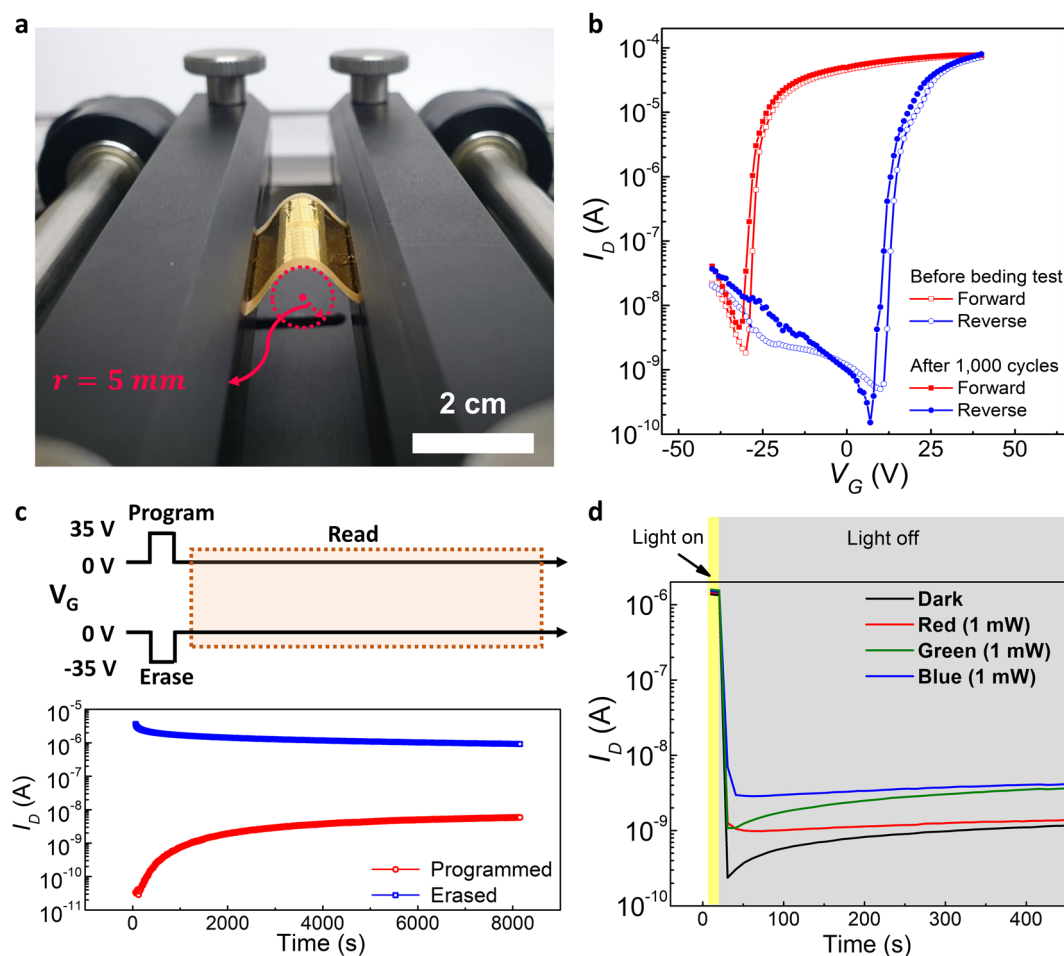 a
r = 5 mm
2 cm
b
10⁻⁴
10⁻⁵
10⁻⁶
10⁻⁷
10⁻⁸
10⁻⁹
10⁻¹⁰
I_D (A)
Before beding test
Forward
Reverse
After 1,000 cycles
Forward
Reverse
-50 -25 0 25 50
V_G (V)
c
Program
35 V
0 V
Read
V_G
0 V
-35 V
Erase
10⁻⁵
10⁻⁶
10⁻⁷
10⁻⁸
10⁻⁹
10⁻¹⁰
10⁻¹¹
I_D (A)
Programmed
Erased
0 2000 4000 6000 8000
Time (s)
d
Light on
Light off
10⁻⁶
10⁻⁷
10⁻⁸
10⁻⁹
10⁻¹⁰
I_D (A)
Dark
Red (1 mW)
Green (1 mW)
Blue (1 mW)
0 100 200 300 400
Time (s)